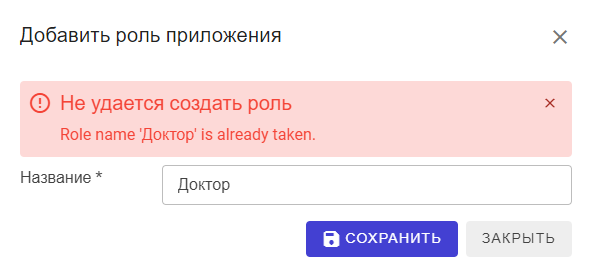 Добавить роль приложения
Не удается создать роль
Role name 'Доктор' is already taken.
Название *
Доктор
СОХРАНИТЬ
ЗАКРЫТЬ